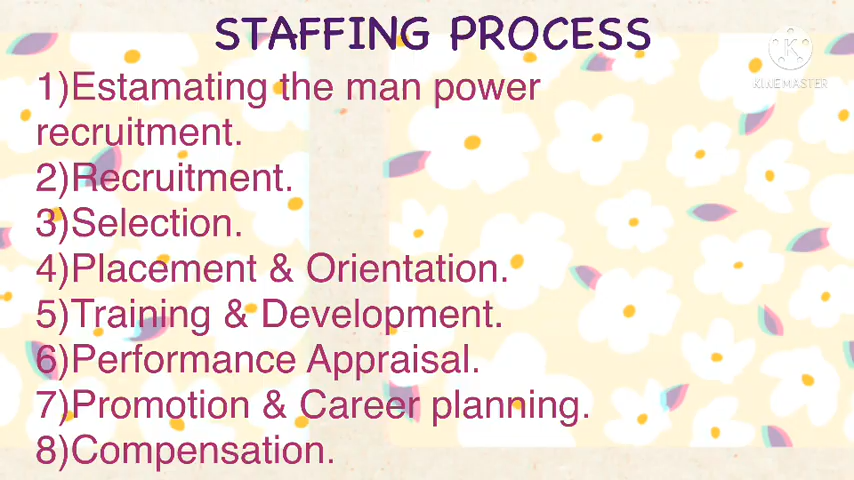 STAFFING PROCESS
KINEMASTER
1)Estamating the man power
recruitment.
2)Recruitment.
3)Selection.
4)Placement & Orientation.
5)Training & Development.
6)Performance Appraisal.
7)Promotion & Career planning.
8)Compensation.